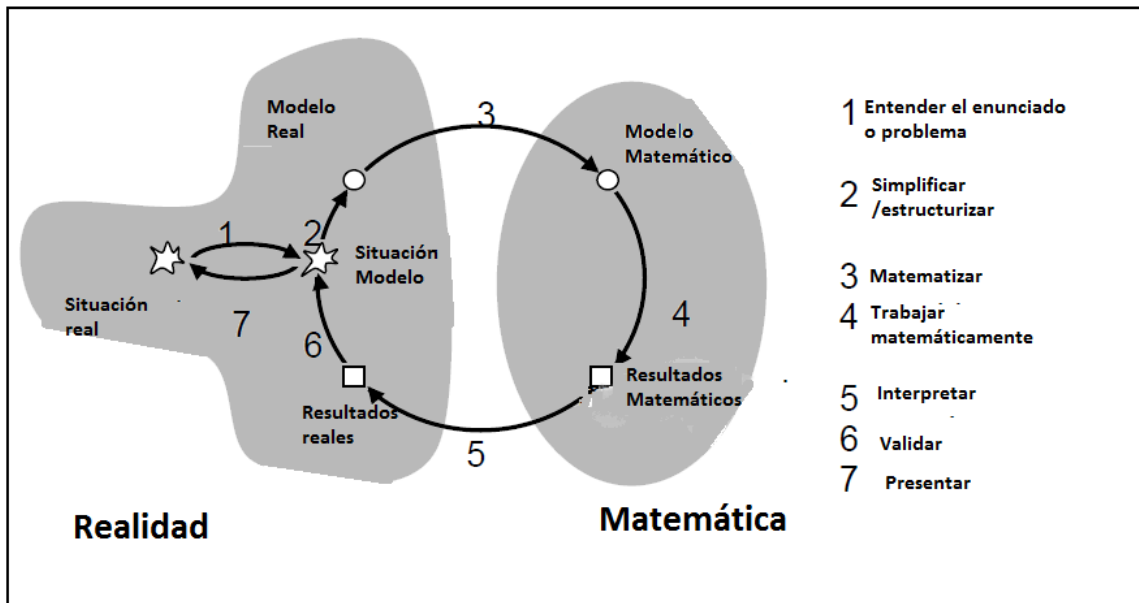 Modelo
Real
3
Modelo
Matemático
1
2
Situación
Modelo
Situación
real
7
6
4
Resultados
reales
Resultados
Matemáticos
5
Realidad
Matemática
1 Entender el enunciado
o problema
2 Simplificar
/estructurizar
3 Matematizar
4 Trabajar
matemáticamente
5 Interpretar
6 Validar
7 Presentar